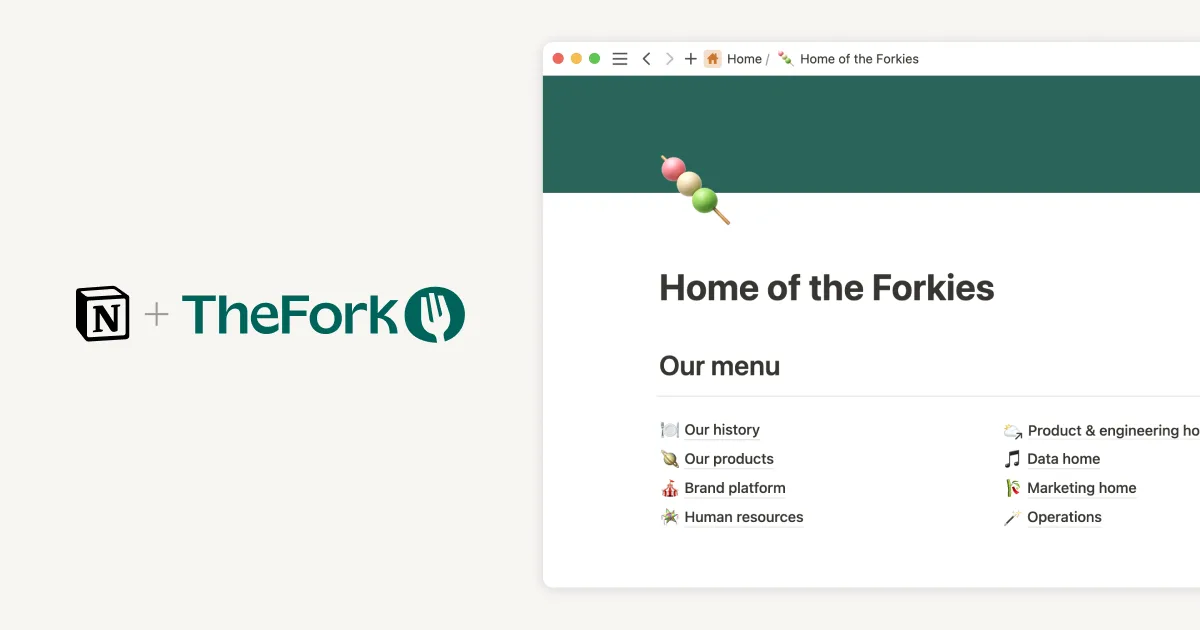 N + TheFork
Home / Home of the Forkies
Home of the Forkies
Our menu
Our history
Our products
Brand platform
Human resources
Product & engineering ho
Data home
Marketing home
Operations